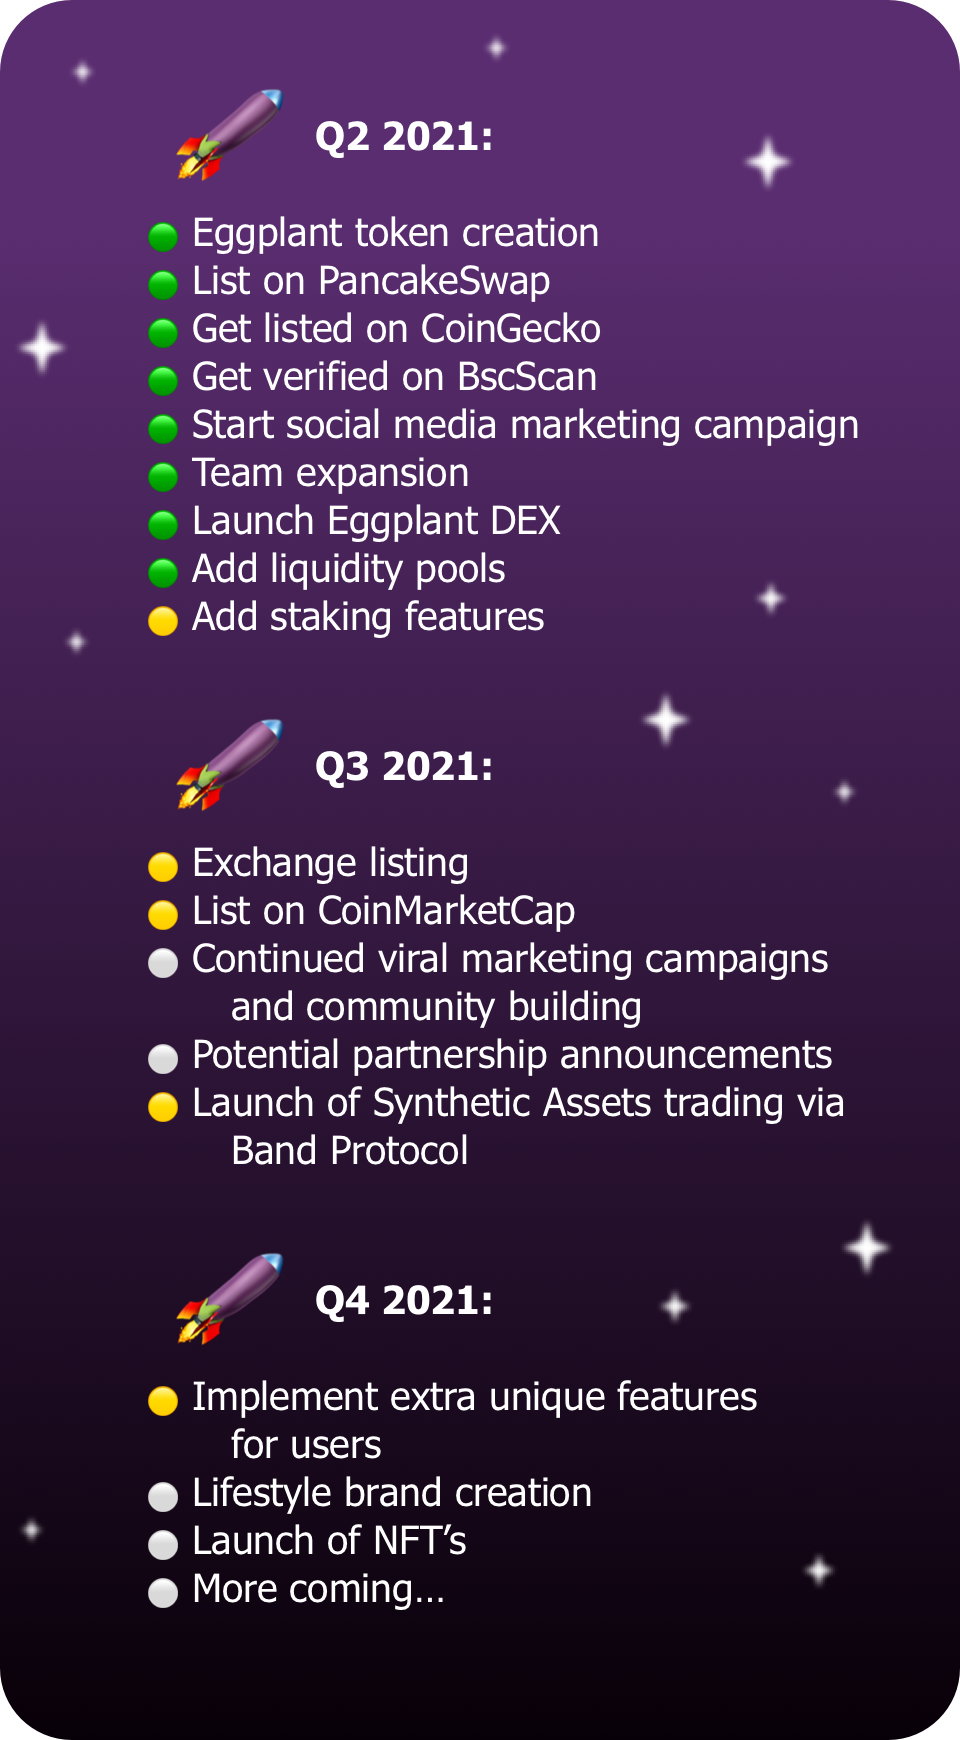 Q2 2021:
Eggplant token creation
List on PancakeSwap
Get listed on CoinGecko
Get verified on BscScan
Start social media marketing campaign
Team expansion
Launch Eggplant DEX
Add liquidity pools
Add staking features
Q3 2021:
Exchange listing
List on CoinMarketCap
Continued viral marketing campaigns
and community building
Potential partnership announcements
Launch of Synthetic Assets trading via
Band Protocol
Q4 2021:
Implement extra unique features
for users
Lifestyle brand creation
Launch of NFT’s
More coming...